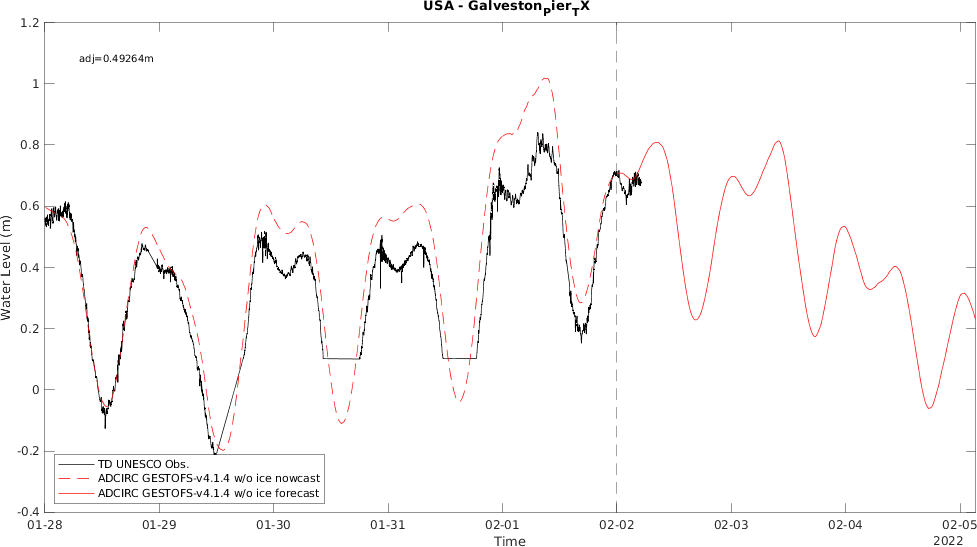 USA - GalvestonPierTX
1.2
adj=0.49264m
1
0.8
0.6
0.4
0.2
0
-0.2
-0.4
Water Level (m)
TD UNESCO Obs.
ADCIRC GESTOFS-v4.1.4 w/o ice nowcast
ADCIRC GESTOFS-v4.1.4 w/o ice forecast
01-28 01-29 01-30 01-31 02-01 02-02 02-03 02-04 02-05
Time
2022